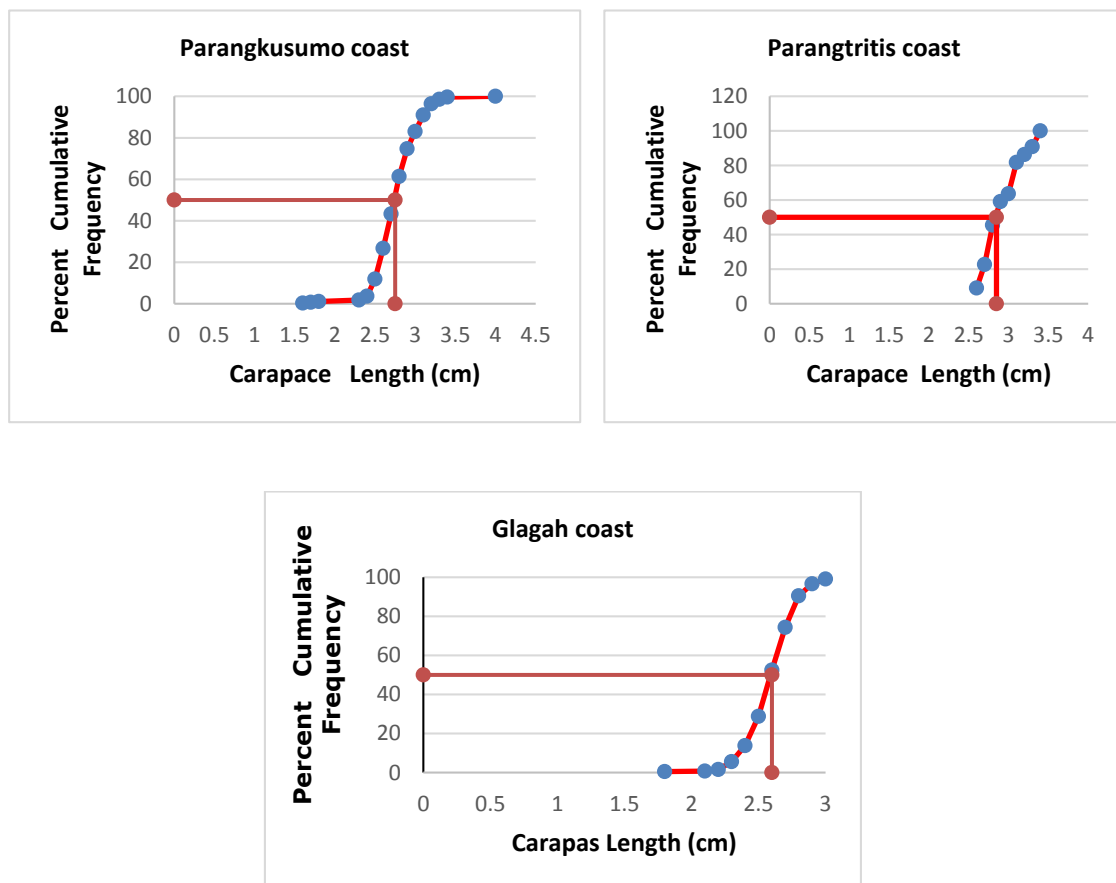 Parangkusumo coast
Percent Cumulative
Frequency
100
80
60
40
20
0
0 0.5 1 1.5 2 2.5 3 3.5 4 4.5
Carapace Length (cm)
Parangtritis coast
Percent Cumulative
Frequency
120
100
80
60
40
20
0
0 0.5 1 1.5 2 2.5 3 3.5 4
Carapace Length (cm)
Glagah coast
Percent Cumulative
Frequency
100
80
60
40
20
0
0 0.5 1 1.5 2 2.5 3
Carapas Length (cm)